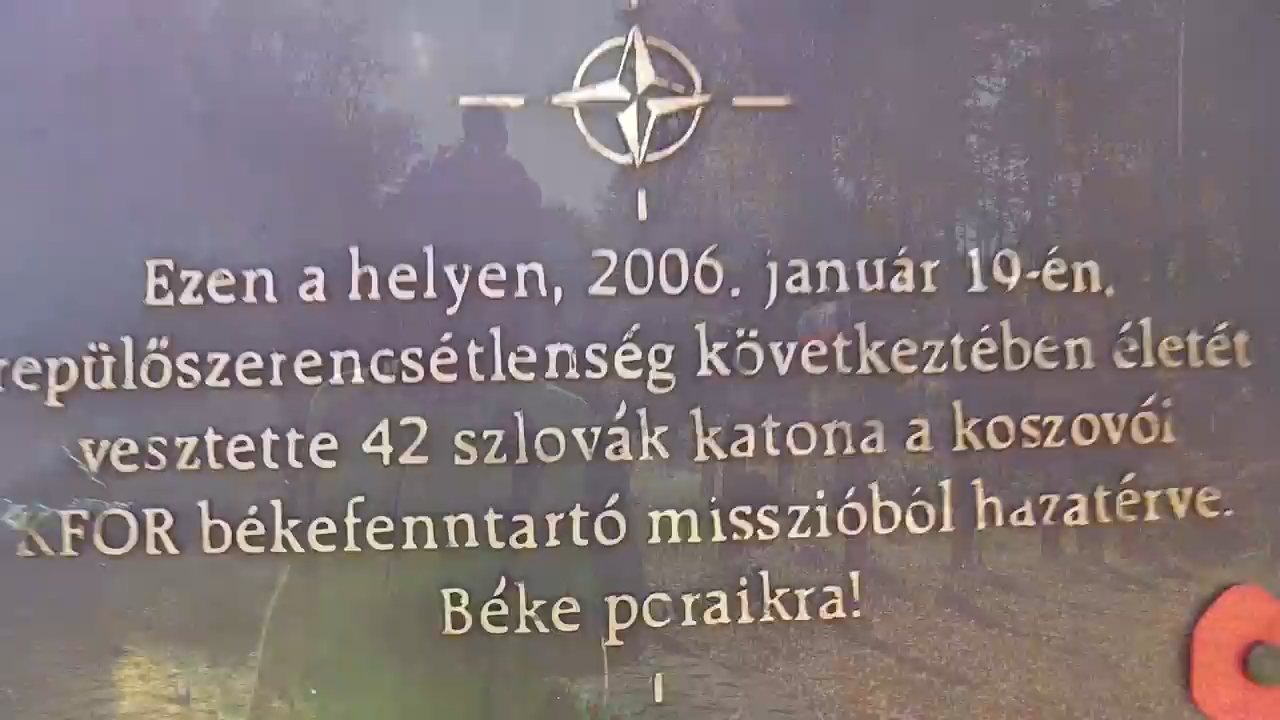 Ezen a helyen, 2006. január 19-én,
repülőszerencsétlenség következtében életét
vesztette 42 szlovák katona a koszovói
KFOR békefenntartó misszióból hazatérve.
Béke poraikra!